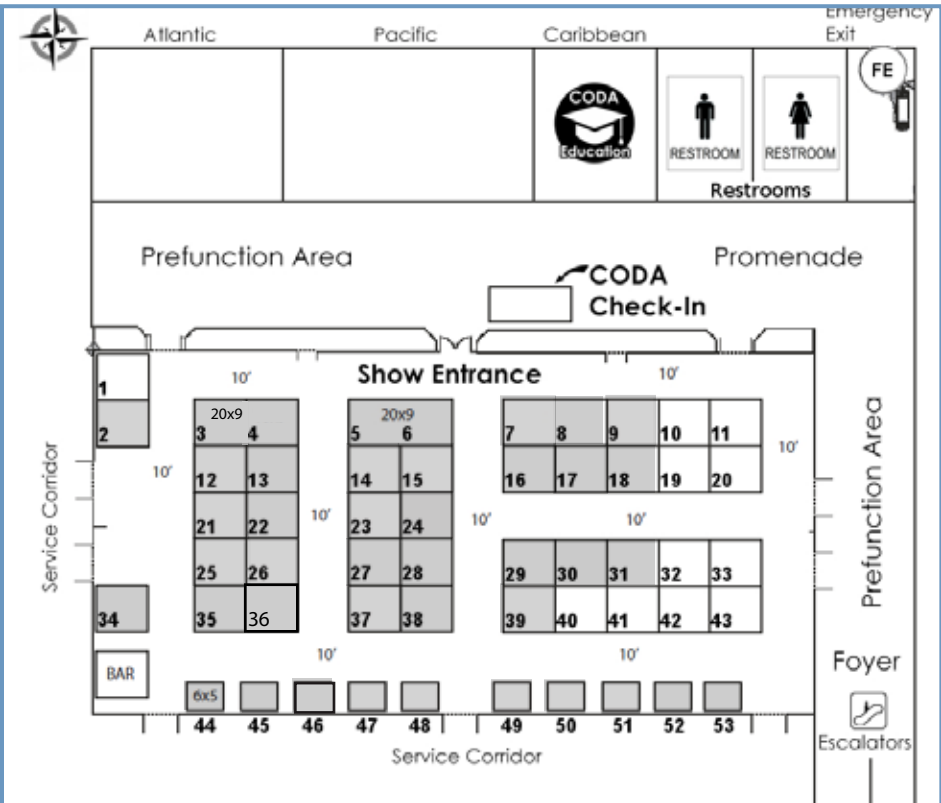 Emergency
Atlantic Pacific Caribbean Exit
FE
CODA
Education
RESTROOM RESTROOM
Restrooms
Prefunction Area Promenade
CODA
Check-In
Show Entrance
10' 10'
1
20x9 20x9
2 3 4 5 6 7 8 9 10 11
10'
10'
12 13 14 15 16 17 18 19 20
10' 10' 10'
21 22 23 24
25 26 27 28 29 30 31 32 33
34 35 36 37 38 39 40 41 42 43
Service Corridor
Prefunction Area
10' 10'
BAR
Foyer
6x5
44 45 46 47 48 49 50 51 52 53
Escalators
Service Corridor